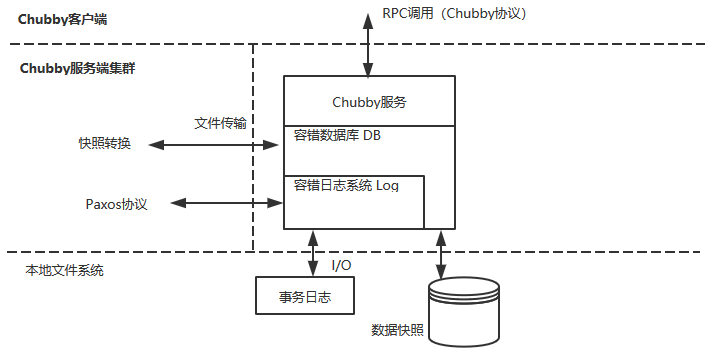 Chubby客户端
RPC调用（Chubby协议）
Chubby服务端集群
Chubby服务
文件传输
容错数据库 DB
快照转换
容错日志系统 Log
Paxos协议
本地文件系统
I/O
事务日志
数据快照